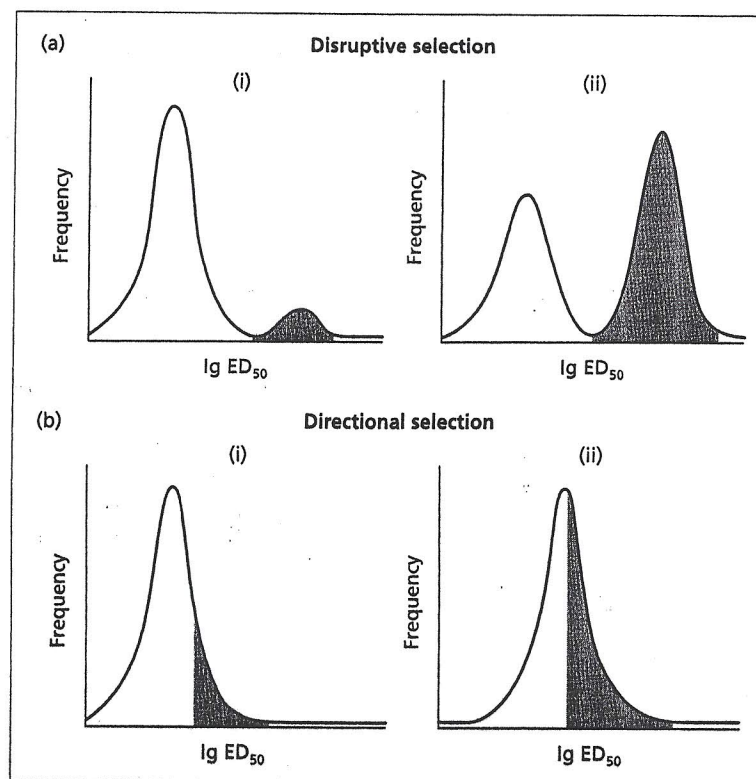 (a) Disruptive selection
(i) (ii)
Frequency Frequency
lg ED50 lg ED50
(b) Directional selection
(i) (ii)
Frequency Frequency
lg ED50 lg ED50